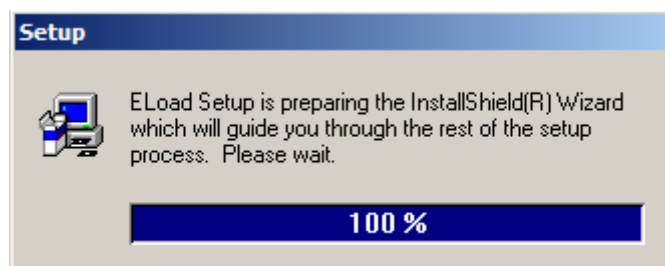 Setup
ELoad Setup is preparing the InstallShield(R) Wizard
which will guide you through the rest of the setup
process.  Please wait.
100 %